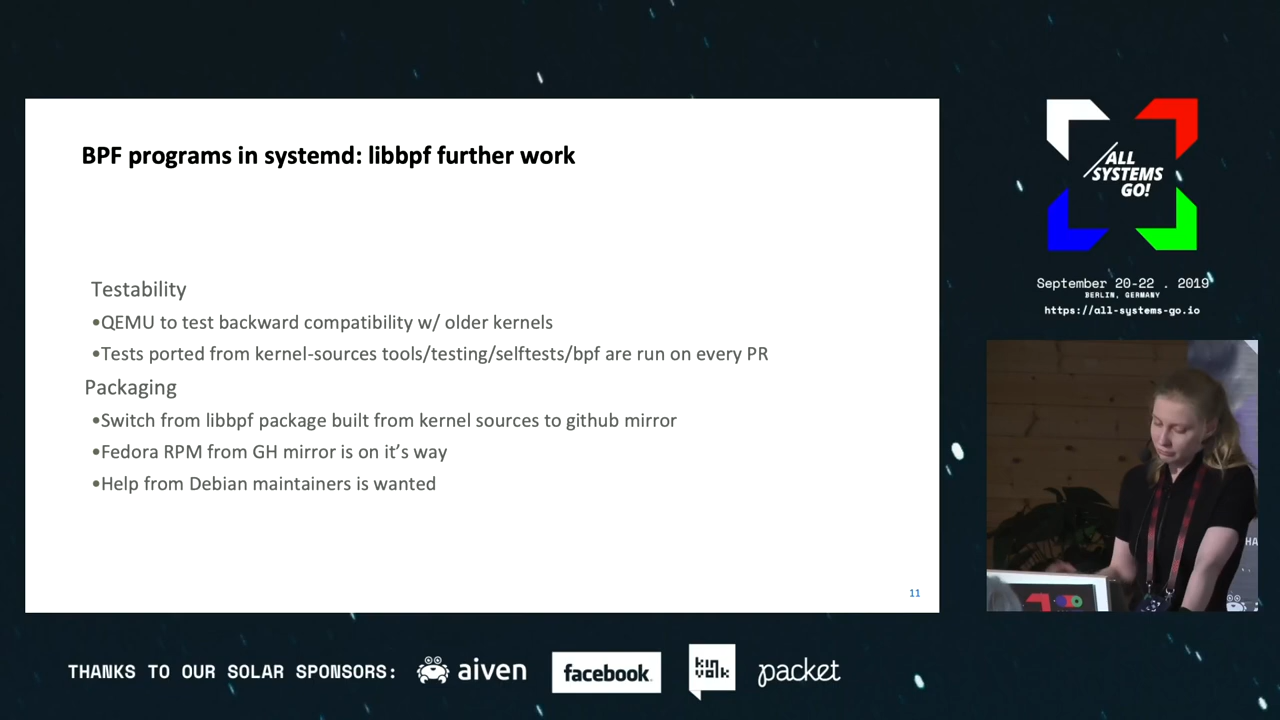 BPF programs in systemd: libbpf further work
Testability
•QEMU to test backward compatibility w/ older kernels
•Tests ported from kernel-sources tools/testing/selftests/bpf are run on every PR
Packaging
•Switch from libbpf package built from kernel sources to github mirror
•Fedora RPM from GH mirror is on it’s way
•Help from Debian maintainers is wanted
11
/ALL
SYSTEMS
GO!
September 20-22 . 2019
BERLIN, GERMANY
https://all-systems-go.io
HA
THANKS TO OUR SOLAR SPONSORS:
aiven
facebook.
kinvolk
packet